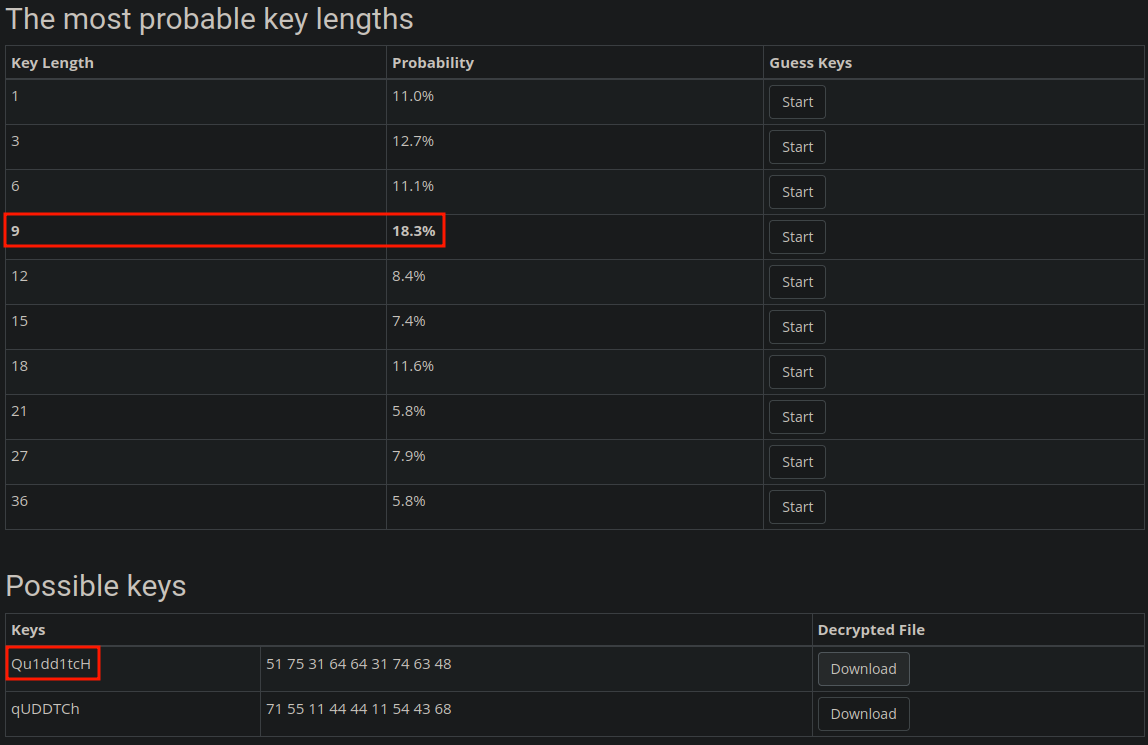 The most probable key lengths
Key Length Probability Guess Keys
1 11.0% Start
3 12.7% Start
6 11.1% Start
9 18.3% Start
12 8.4% Start
15 7.4% Start
18 11.6% Start
21 5.8% Start
27 7.9% Start
36 5.8% Start
Possible keys
Keys Decrypted File
Qu1dd1tcH 51 75 31 64 64 31 74 63 48 Download
qUDDTCh 71 55 11 44 44 11 54 43 68 Download